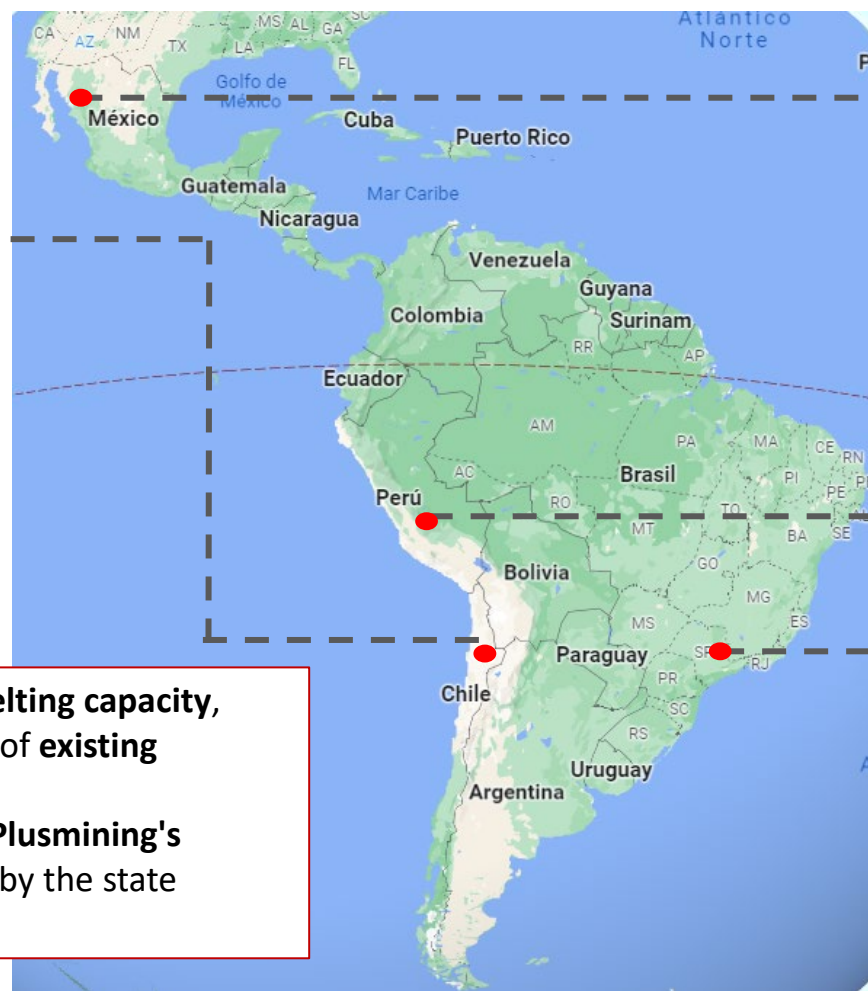 Atlántico
Norte
CA
AZ
NM
TX
MS
AL
GA
SC
LA
FL
Golfo de
México
México
Cuba
Puerto Rico
Guatemala
Mar Caribe
Nicaragua
Venezuela
Guyana
Colombia
Surinam
RR
AP
Ecuador
AM
PA
MA
CE
RN
AC
Brasil
PI
Perú
RO
TO
PE
MT
BA
SE
Bolivia
GO
MG
MS
ES
Paraguay
SP
RJ
PR
Chile
SC
RS
Uruguay
Argentina
elting capacity,
of existing
Plusmining's
by the state